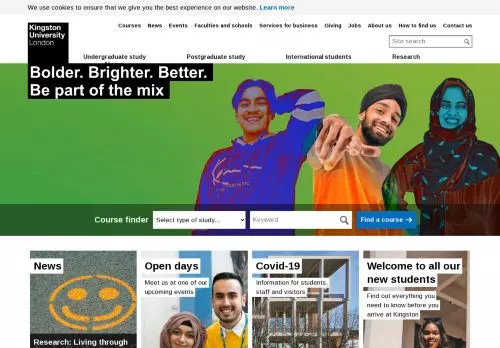 We use cookies to ensure that we give you the best experience on our website. Learn more
Courses News Events Faculties and schools Services for business Giving Jobs About us How to find us Contact us
Kingston
University
London
Site search
Undergraduate study Postgraduate study International students Research
Bolder. Brighter. Better.
Be part of the mix
Course finder Select type of study... Keyword Find a course
News
Research: Living through
Open days
Meet us at one of our
upcoming events
Covid-19
Information for students,
staff and visitors
Welcome to all our
new students
Find out everything you
need to know before you
arrive at Kingston